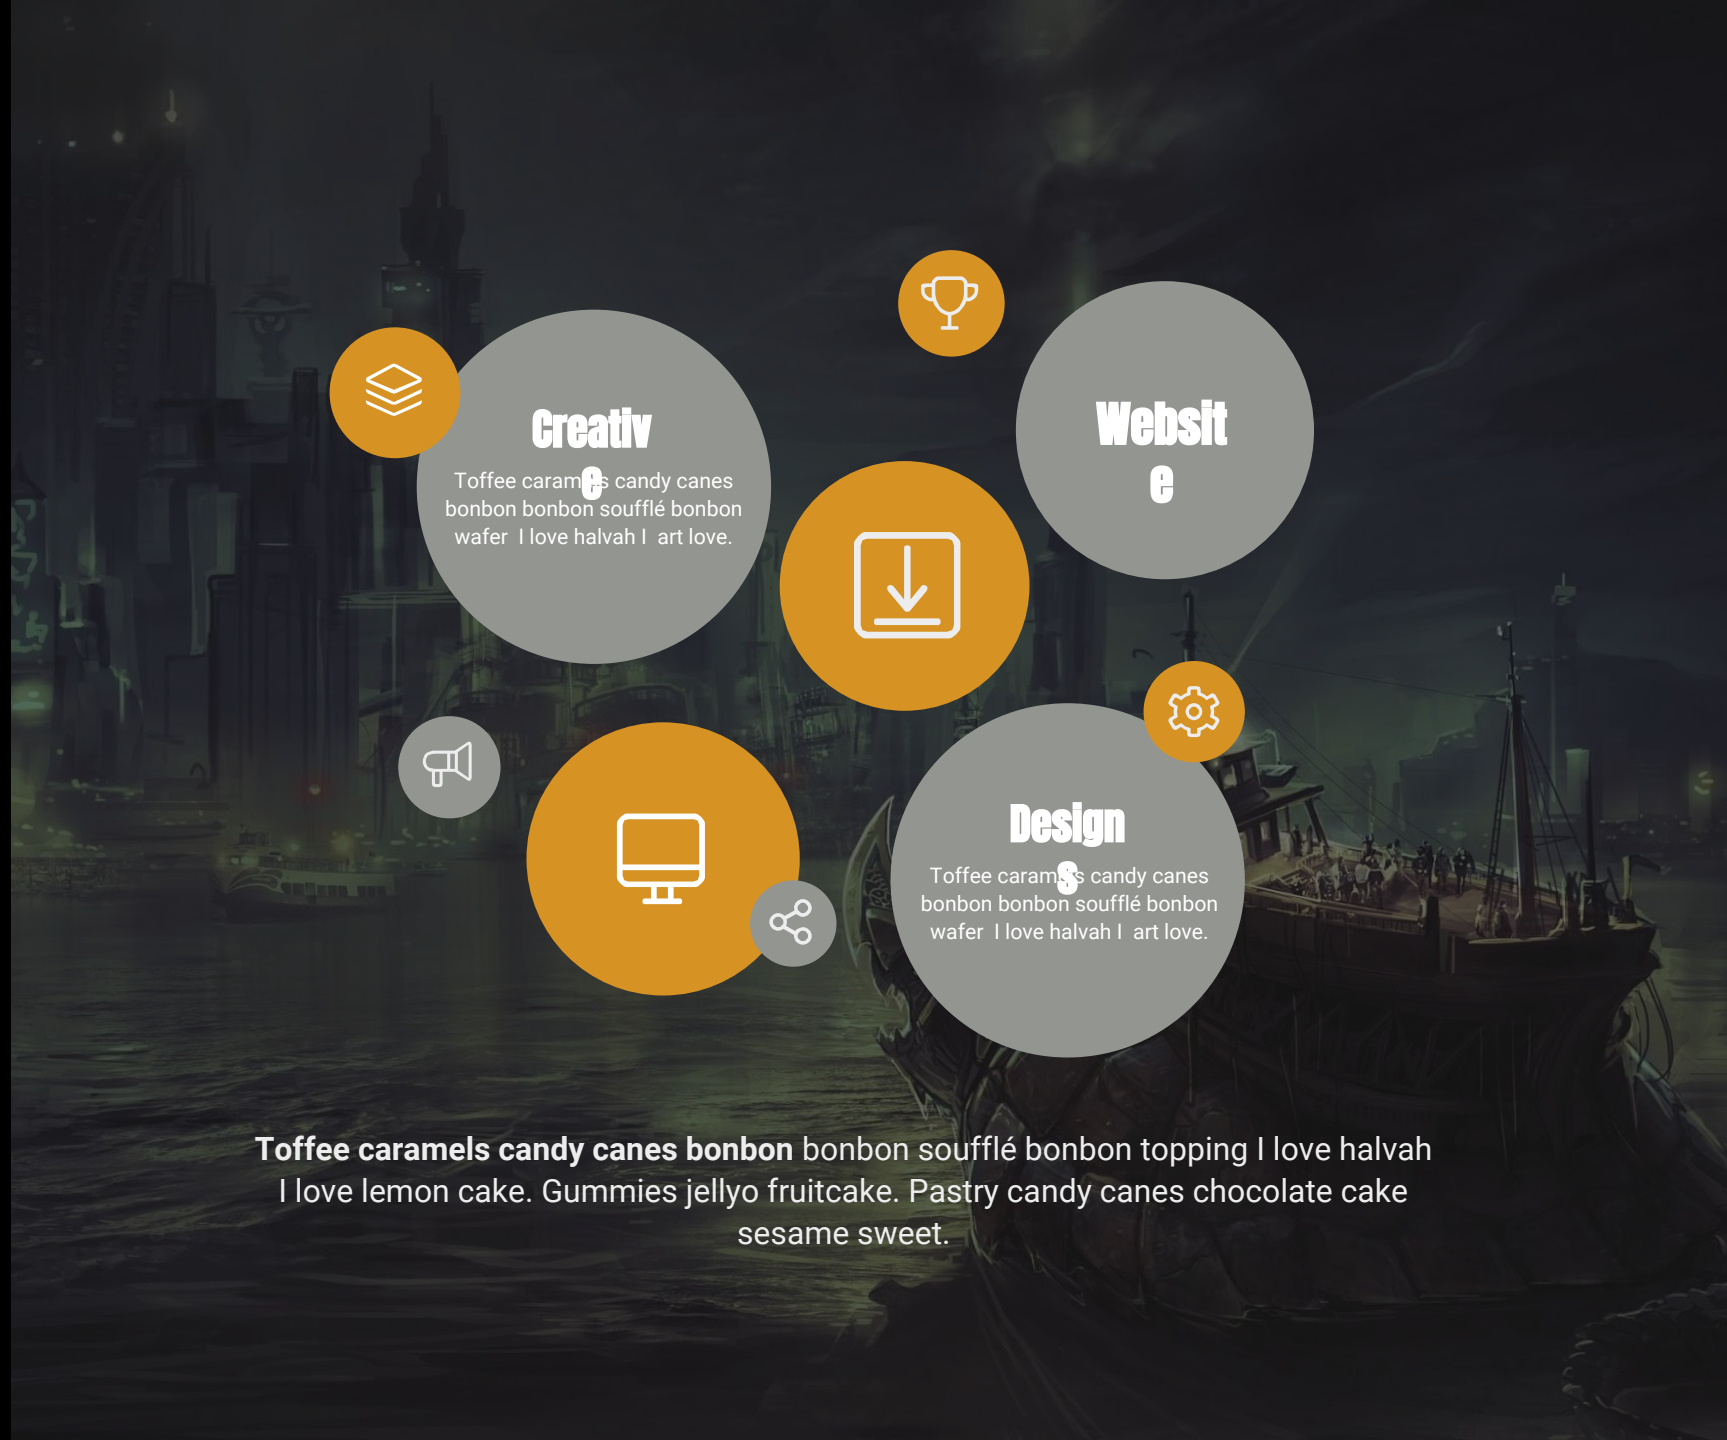 Creativ
e
Toffee caramels candy canes
bonbon bonbon soufflé bonbon
wafer I love halvah I art love.
Websit
e
Design
s
Toffee caramels candy canes
bonbon bonbon soufflé bonbon
wafer I love halvah I art love.
Toffee caramels candy canes bonbon bonbon soufflé bonbon topping I love halvah
I love lemon cake. Gummies jellyo fruitcake. Pastry candy canes chocolate cake
sesame sweet.